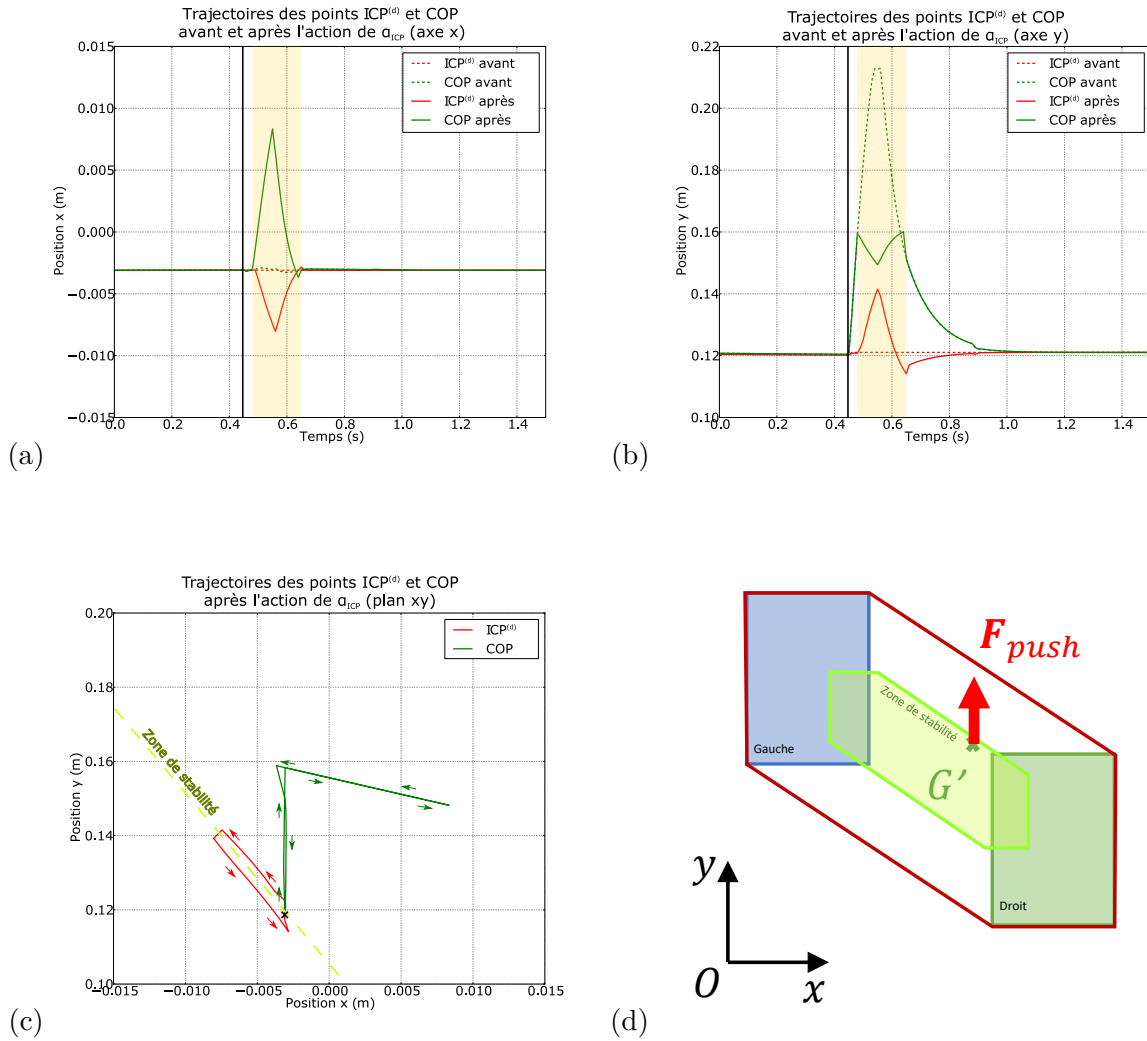 Trajectoires des points ICP(d) et COP
avant et après l'action de αICP (axe x)
0.015
0.010
0.005
0.000
−0.005
−0.010
−0.015
Position x (m)
ICP(d) avant
COP avant
ICP(d) après
COP après
0.0 0.2 0.4 0.6 0.8 1.0 1.2 1.4
Temps (s)
(a)
Trajectoires des points ICP(d) et COP
avant et après l'action de αICP (axe y)
0.22
0.20
0.18
0.16
0.14
0.12
0.10
Position y (m)
ICP(d) avant
COP avant
ICP(d) après
COP après
0.0 0.2 0.4 0.6 0.8 1.0 1.2 1.4
Temps (s)
(b)
Trajectoires des points ICP(d) et COP
après l'action de αICP (plan xy)
0.20
0.18
0.16
0.14
0.12
0.10
Position y (m)
ICP(d)
COP
Zone de stabilité
−0.015 −0.010 −0.005 0.000 0.005 0.010 0.015
Position x (m)
(c)
Fpush
Zone de stabilité
Gauche
G'
Droit
y
O
x
(d)